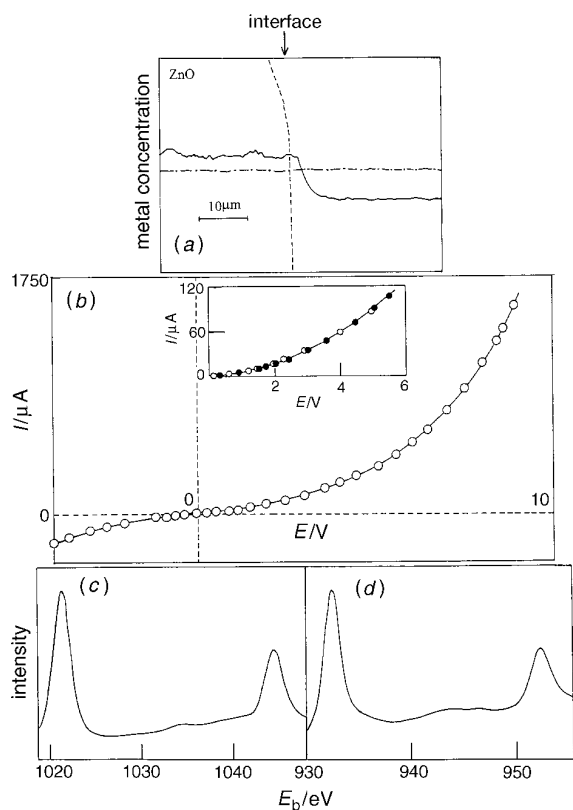 interface
ZnO
metal concentration
10μm
(a)
1750
(b)
120
60
0
I/μA
2
4
6
E/V
I/μA
0
0
10
E/V
(c)
(d)
intensity
1020
1030
1040
930
940
950
E_b/eV